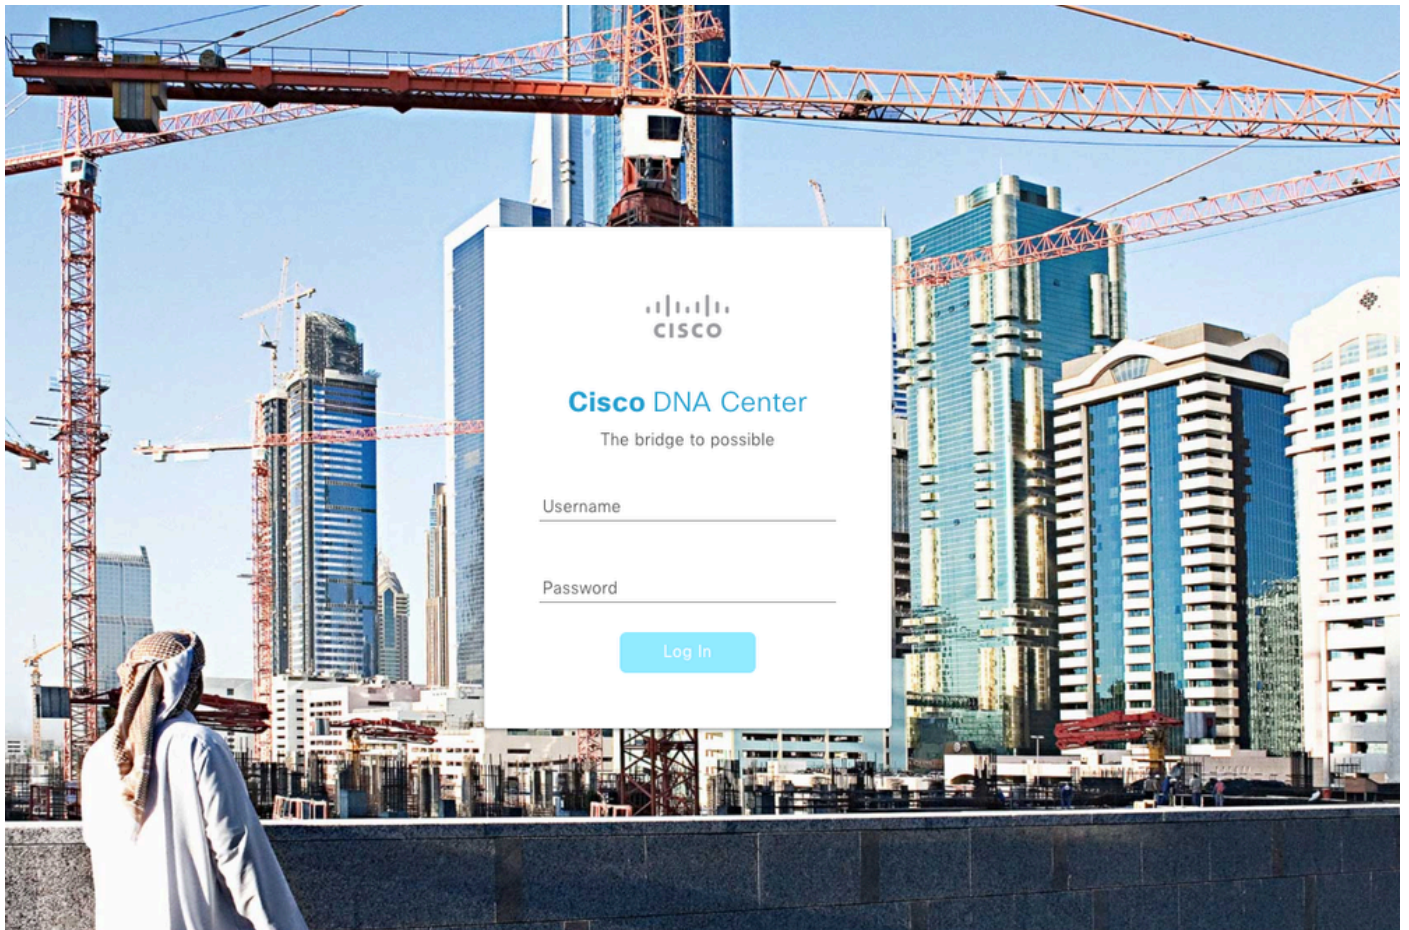 CISCO
Cisco DNA Center
The bridge to possible
Username
Password
Log In